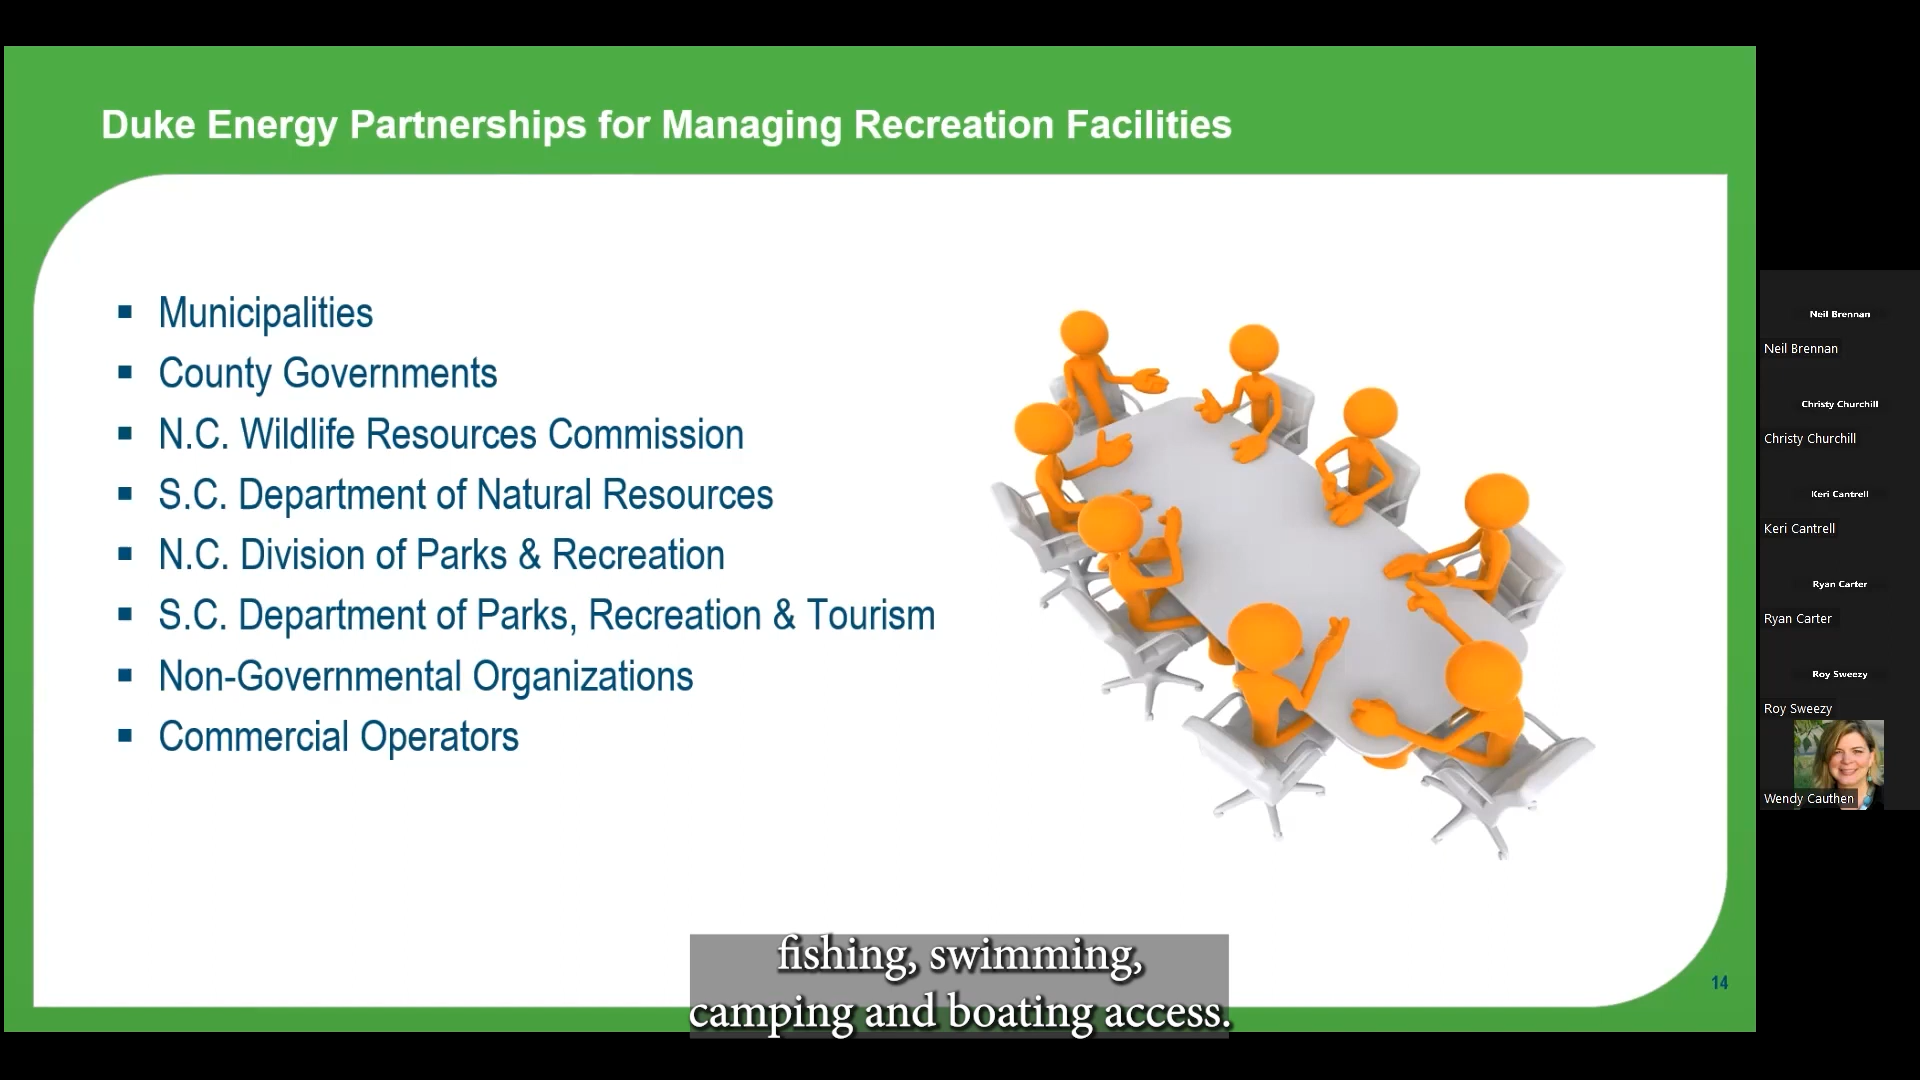 Duke Energy Partnerships for Managing Recreation Facilities
▪ Municipalities
▪ County Governments
▪ N.C. Wildlife Resources Commission
▪ S.C. Department of Natural Resources
▪ N.C. Division of Parks & Recreation
▪ S.C. Department of Parks, Recreation & Tourism
▪ Non-Governmental Organizations
▪ Commercial Operators
14
fishing, swimming,
camping and boating access.
Neil Brennan
Neil Brennan
Christy Churchill
Christy Churchill
Keri Cantrell
Keri Cantrell
Ryan Carter
Ryan Carter
Roy Sweezy
Roy Sweezy
Wendy Cauthen